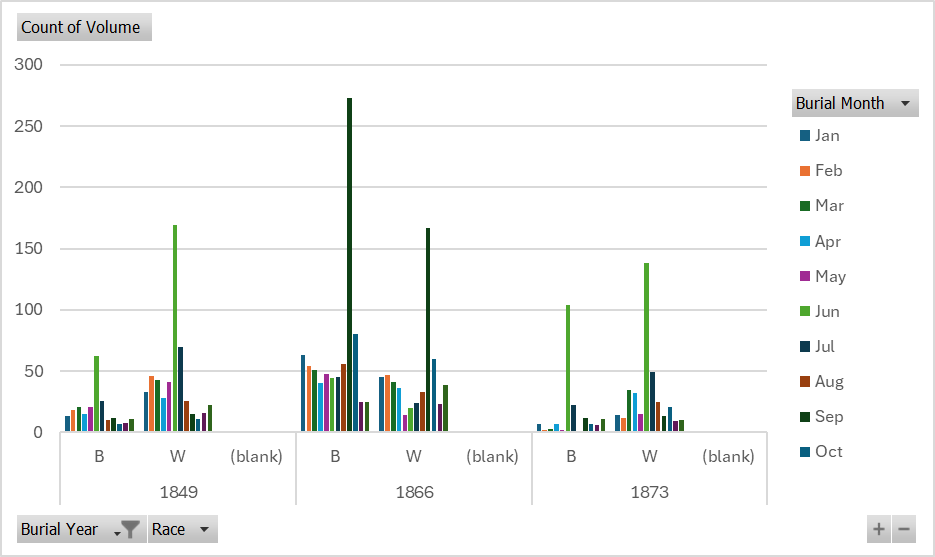 Count of Volume
300
250
200
150
100
50
0
B W (blank) B W (blank) B W (blank)
1849 1866 1873
Burial Month
Jan
Feb
Mar
Apr
May
Jun
Jul
Aug
Sep
Oct
Burial Year Race + −